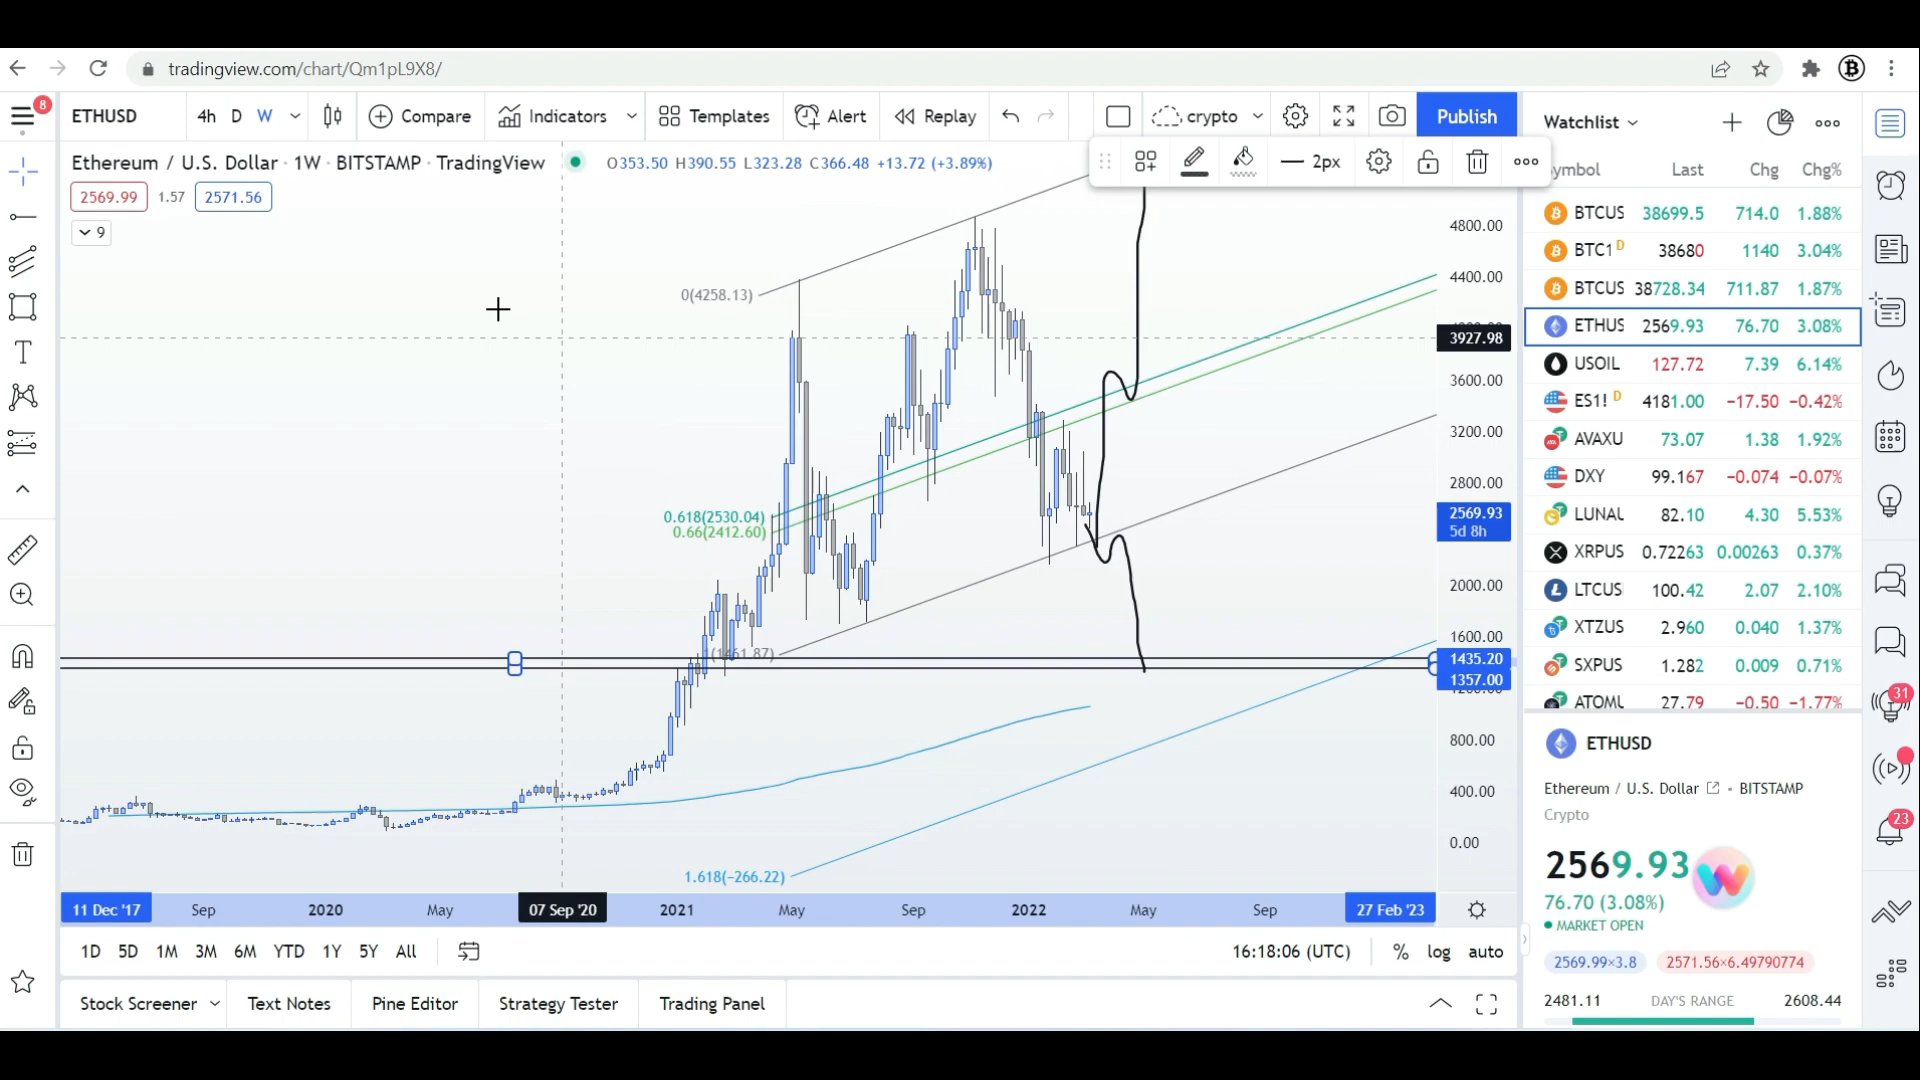 tradingview.com/chart/Qm1pL9X8/
8
ETHUSD 4h D W Compare Indicators Templates Alert Replay crypto Publish
Ethereum / U.S. Dollar · 1W · BITSTAMP · TradingView O353.50 H390.55 L323.28 C366.48 +13.72 (+3.89%)
2px
2569.99 1.57 2571.56
9
4800.00
4400.00
0(4258.13)
3927.98
3600.00
3200.00
2800.00
0.618(2530.04)
0.66(2412.60)
2569.93
5d 8h
2000.00
1600.00
1(1461.87)
1435.20
1357.00
800.00
400.00
0.00
1.618(−266.22)
11 Dec '17 Sep 2020 May 07 Sep '20 2021 May Sep 2022 May Sep 27 Feb '23
1D 5D 1M 3M 6M YTD 1Y 5Y All 16:18:06 (UTC) % log auto
Stock Screener Text Notes Pine Editor Strategy Tester Trading Panel
Watchlist
ymbol Last Chg Chg%
BTCUS 38699.5 714.0 1.88%
BTC1 D 38680 1140 3.04%
BTCUS 38728.34 711.87 1.87%
ETHUS 2569.93 76.70 3.08%
USOIL 127.72 7.39 6.14%
ES1! D 4181.00 −17.50 −0.42%
AVAXU 73.07 1.38 1.92%
DXY 99.167 −0.074 −0.07%
LUNAU 82.10 4.30 5.53%
XRPUS 0.72263 0.00263 0.37%
LTCUS 100.42 2.07 2.10%
XTZUS 2.960 0.040 1.37%
SXPUS 1.282 0.009 0.71%
ATOMU 27.79 −0.50 −1.77%
ETHUSD
Ethereum / U.S. Dollar • BITSTAMP
Crypto
2569.93
76.70 (3.08%)
MARKET OPEN
2569.99×3.8 2571.56×6.49790774
2481.11 DAY'S RANGE 2608.44
31
23